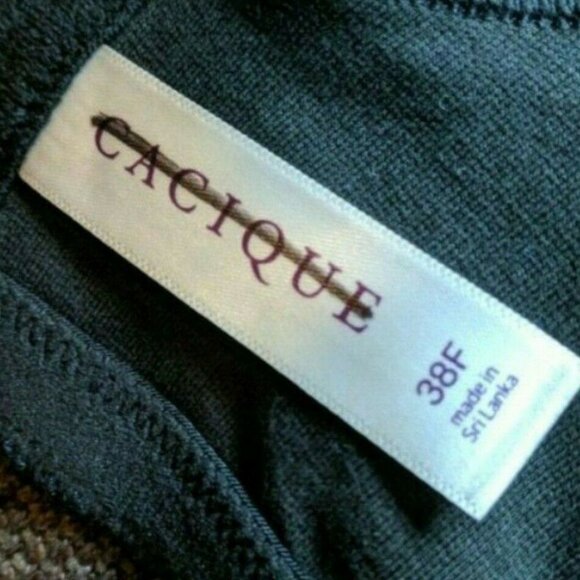 CACIQUE
38F
made in
Sri Lanka